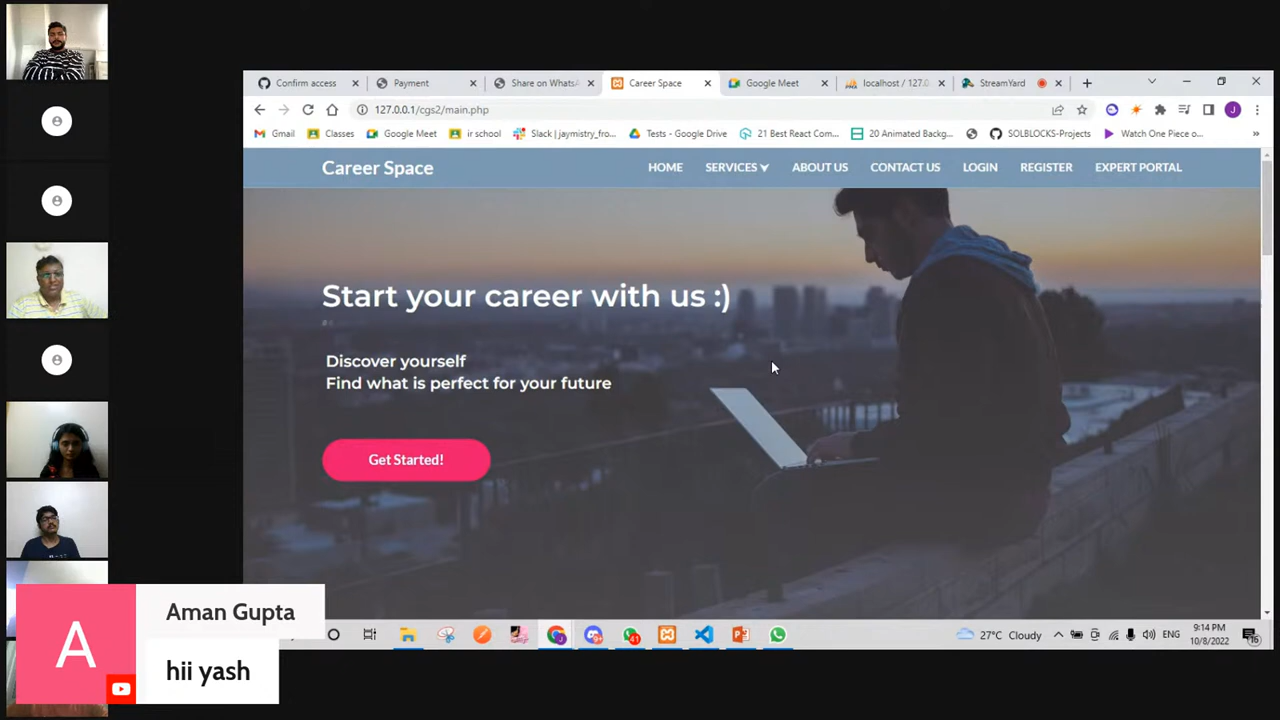 Confirm access
Payment
Share on WhatsA
Career Space
Google Meet
localhost / 127.0
StreamYard
127.0.0.1/cgs2/main.php
J
Gmail
Classes
Google Meet
ir school
Slack | jaymistry_fro...
Tests - Google Drive
21 Best React Com...
20 Animated Backg...
SOLBLOCKS-Projects
Watch One Piece o...
Career Space
HOME
SERVICES
ABOUT US
CONTACT US
LOGIN
REGISTER
EXPERT PORTAL
Start your career with us :)
Discover yourself
Find what is perfect for your future
Get Started!
A
Aman Gupta
hii yash
41
27°C Cloudy
ENG
9:14 PM
10/8/2022